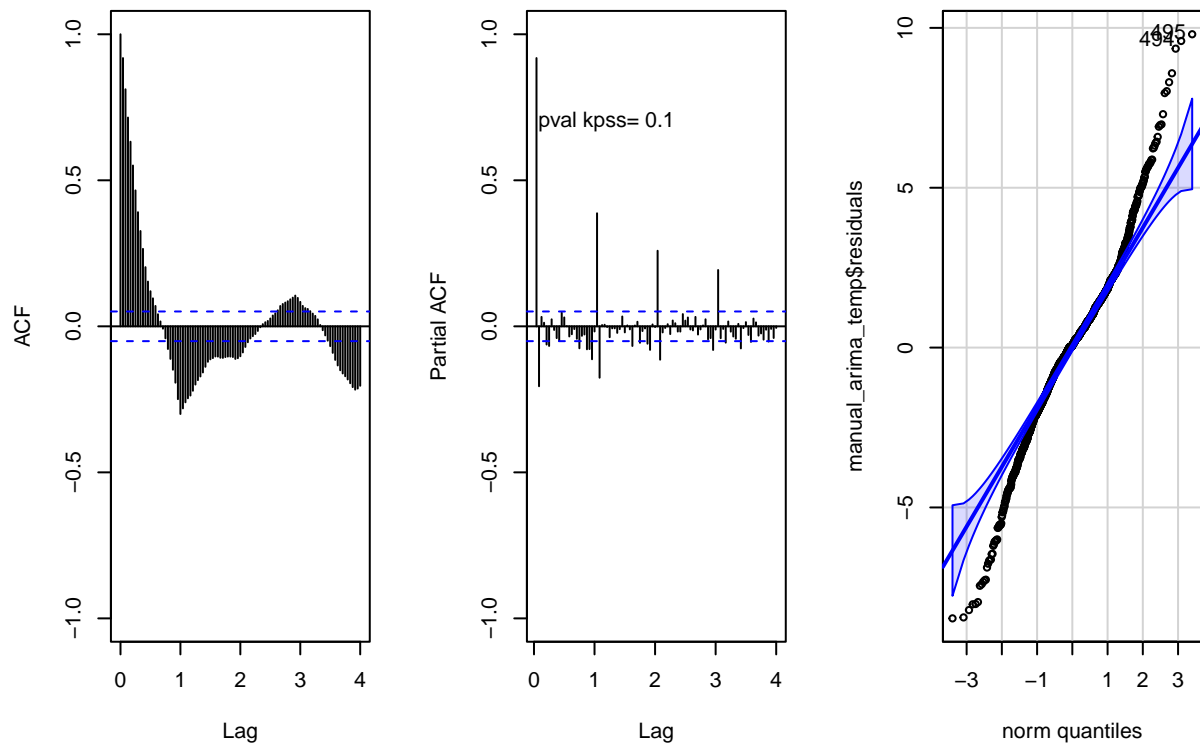 ACF
1.0
0.5
0.0
−0.5
−1.0
0 1 2 3 4
Lag
Partial ACF
1.0
0.5
0.0
−0.5
−1.0
pval kpss= 0.1
0 1 2 3 4
Lag
manual_arima_temp$residuals
10
5
0
−5
495
494
−3 −1 1 2 3
norm quantiles